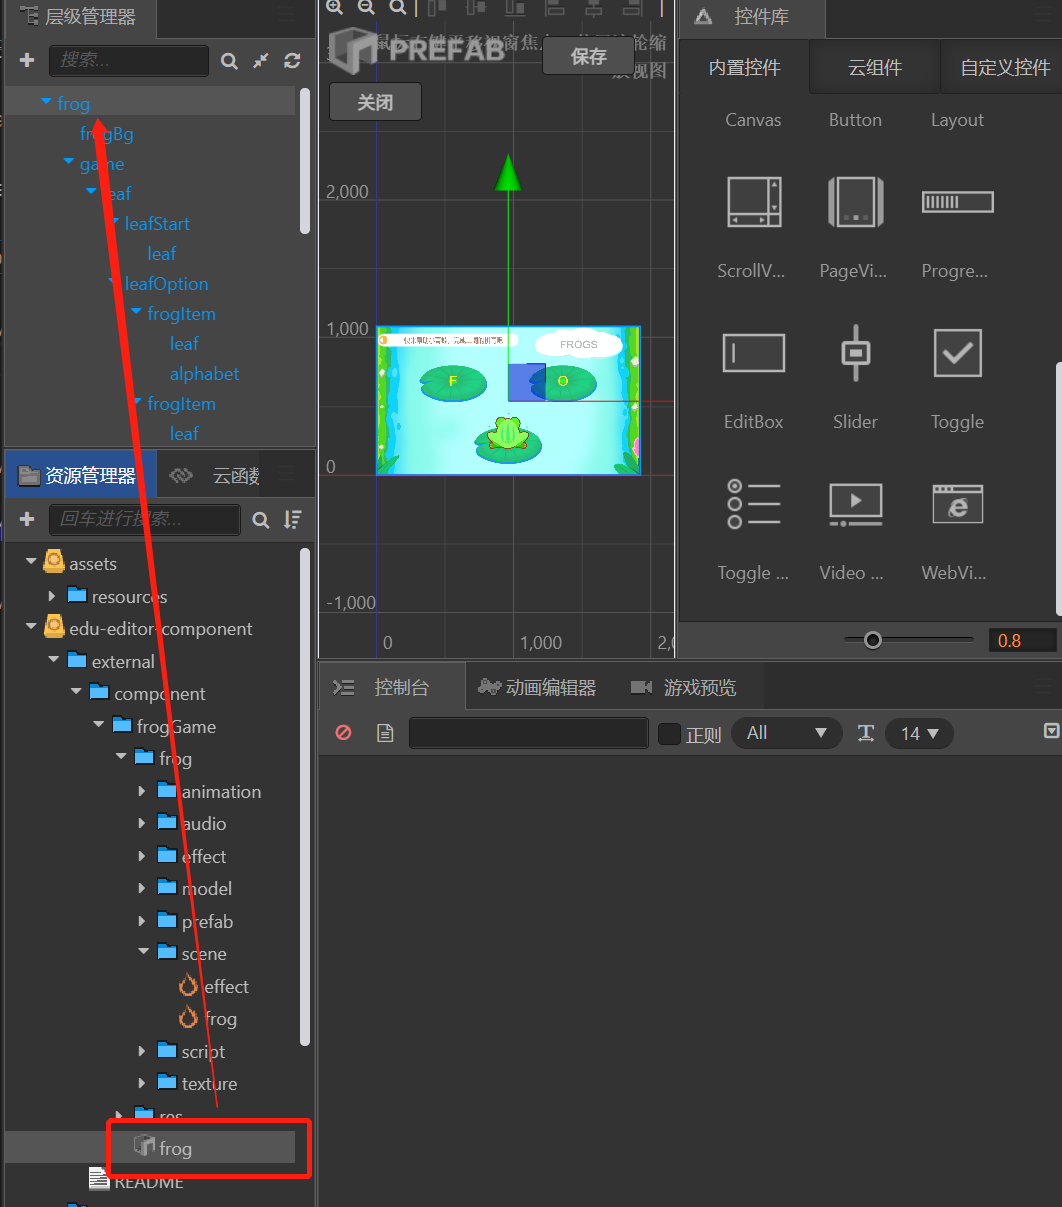 层级管理器
控件库
搜索...
PREFAB
保存
关闭
内置控件
云组件
自定义控件
frog
frogBg
game
leaf
leafStart
leaf
leafOption
frogItem
leaf
alphabet
frogItem
leaf
Canvas
Button
Layout
ScrollV...
PageVi...
Progre...
EditBox
Slider
Toggle
Toggle ...
Video ...
WebVi...
0.8
2,000
1,000
0
-1,000
0
1,000
FROGS
F
O
资源管理器
云函数
回车进行搜索...
assets
resources
edu-editor-component
external
component
frogGame
frog
animation
audio
effect
model
prefab
scene
effect
frog
script
texture
res
frog
README
控制台
动画编辑器
游戏预览
正则
All
14